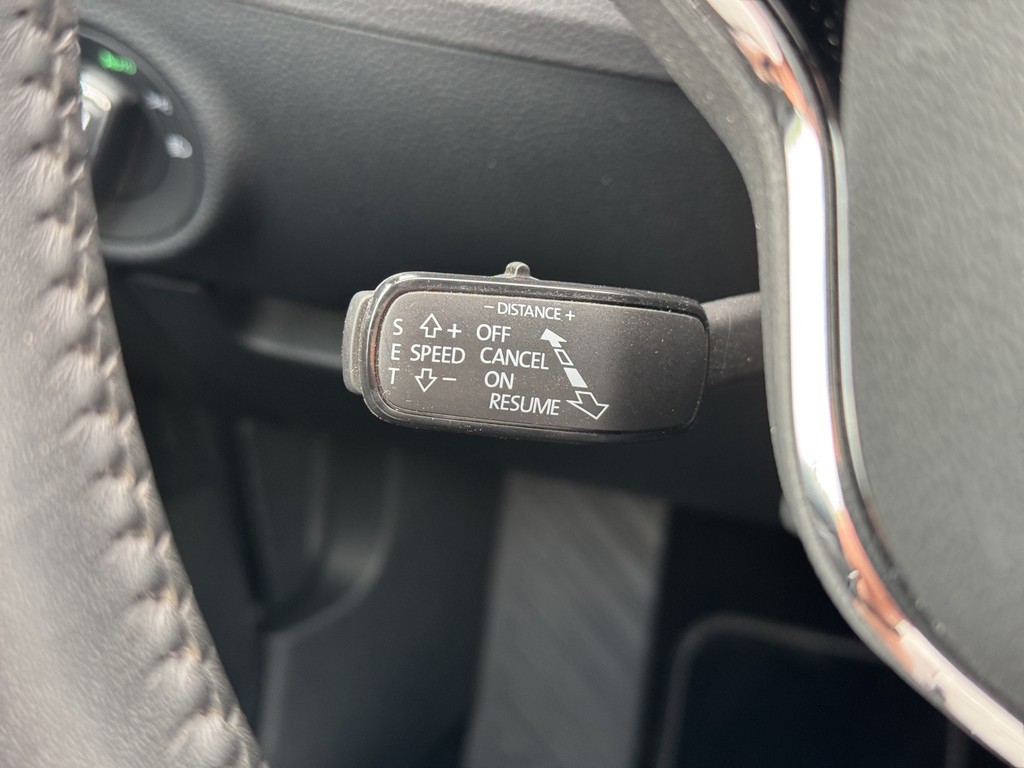 − DISTANCE +
S + OFF
E SPEED CANCEL
T − ON
RESUME